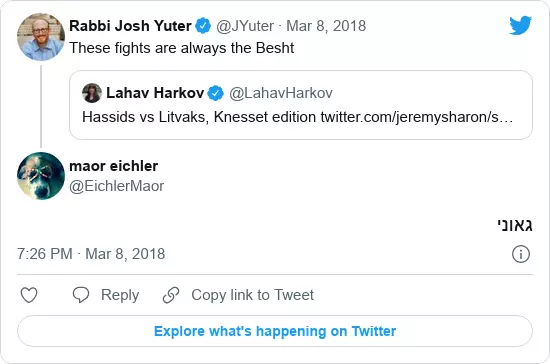 Rabbi Josh Yuter @JYuter · Mar 8, 2018
These fights are always the Besht
Lahav Harkov @LahavHarkov
Hassids vs Litvaks, Knesset edition twitter.com/jeremysharon/s…
maor eichler
@EichlerMaor
גאוני
7:26 PM · Mar 8, 2018
Reply Copy link to Tweet
Explore what's happening on Twitter